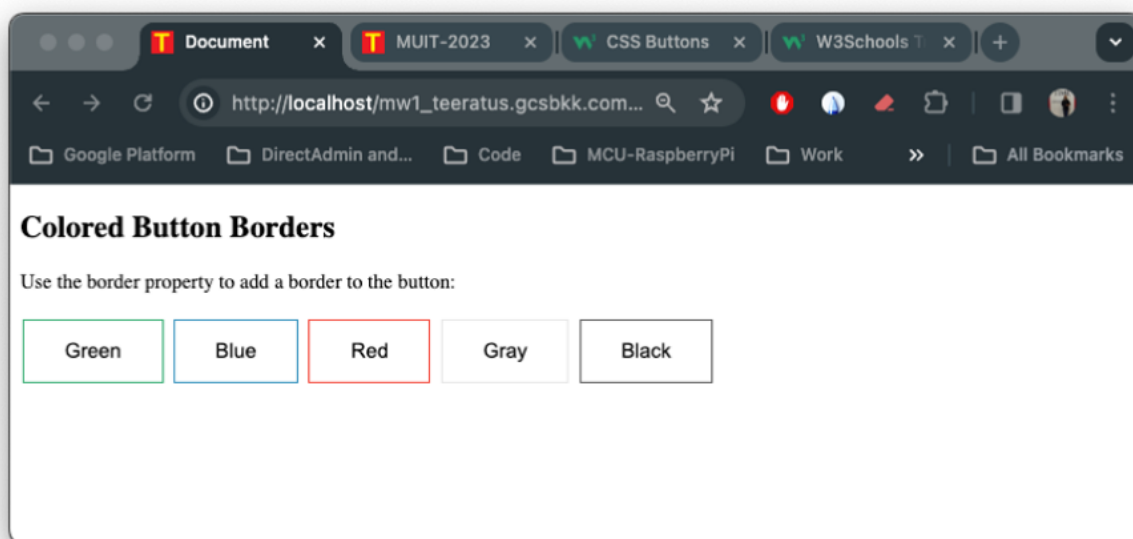 Document
MUIT-2023
CSS Buttons
W3Schools T
http://localhost/mw1_teeratus.gcsbkk.com...
Google Platform
DirectAdmin and...
Code
MCU-RaspberryPi
Work
All Bookmarks
Colored Button Borders
Use the border property to add a border to the button:
Green
Blue
Red
Gray
Black